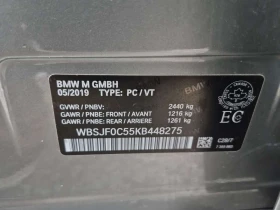 BMW M GMBH
05/2019 TYPE: PC / VT
GVWR / PNBV: 2440 kg
GAWR / PNBE: FRONT / AVANT 1216 kg
GAWR / PNBE: REAR / ARRIERE 1261 kg
WBSJF0C55KB448275
EC